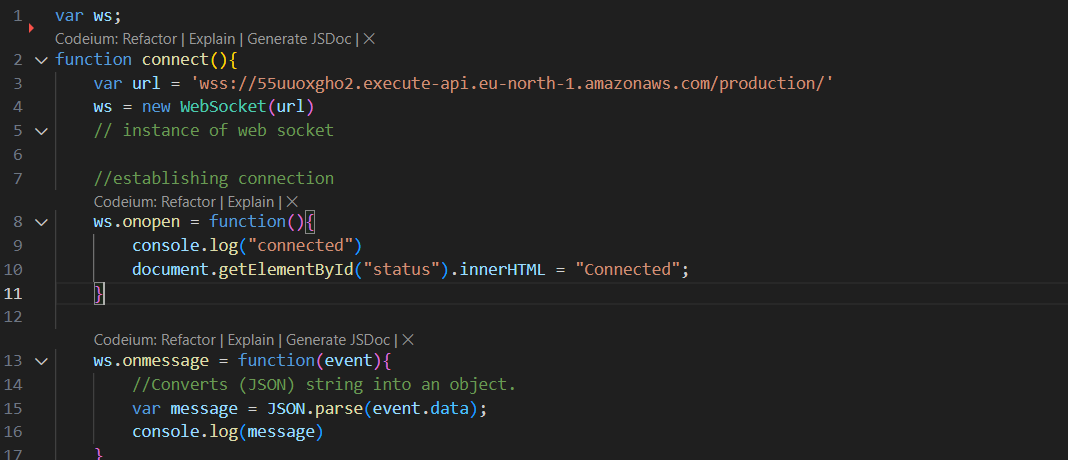 1 var ws;
Codeium: Refactor | Explain | Generate JSDoc | ×
2 function connect(){
3 var url = 'wss://55uuoxgho2.execute-api.eu-north-1.amazonaws.com/production/'
4 ws = new WebSocket(url)
5 // instance of web socket
6
7 //establishing connection
Codeium: Refactor | Explain | ×
8 ws.onopen = function(){
9 console.log("connected")
10 document.getElementById("status").innerHTML = "Connected";
11 }
12
Codeium: Refactor | Explain | Generate JSDoc | ×
13 ws.onmessage = function(event){
14 //Converts (JSON) string into an object.
15 var message = JSON.parse(event.data);
16 console.log(message)
17 }